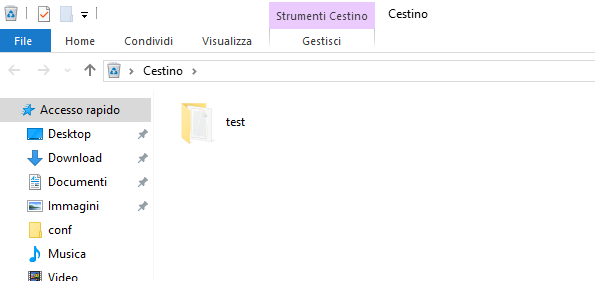 Strumenti Cestino Cestino
File Home Condividi Visualizza Gestisci
Cestino
Accesso rapido
test
Desktop
Download
Documenti
Immagini
conf
Musica
Video